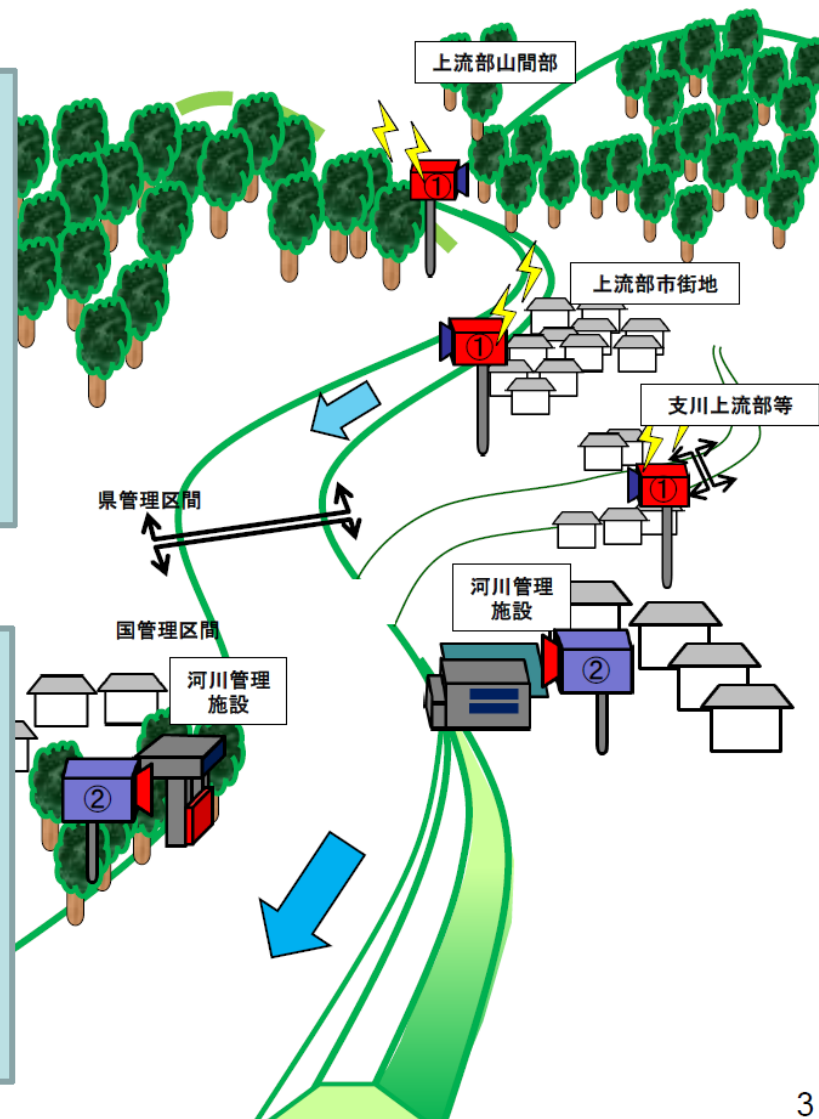 上流部山間部
①
上流部市街地
①
支川上流部等
①
県管理区間
国管理区間
河川管理
施設
②
河川管理
施設
②
3